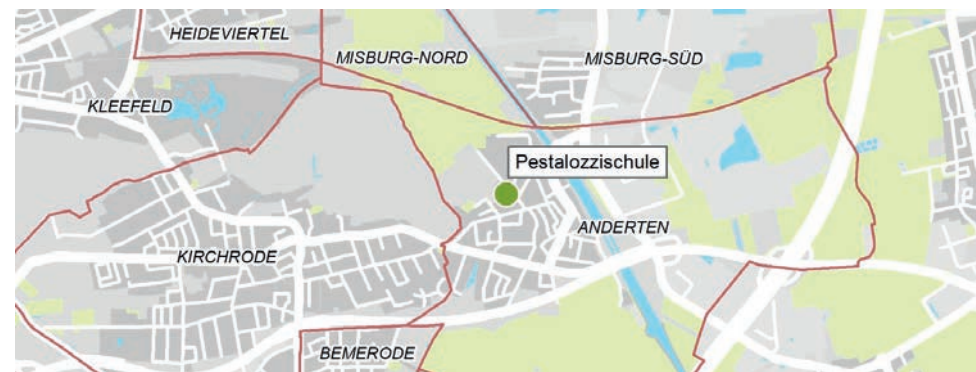 HEIDEVIERTEL
MISBURG-NORD
MISBURG-SÜD
KLEEFELD
Pestalozzischule
ANDERTEN
KIRCHRODE
BEMERODE